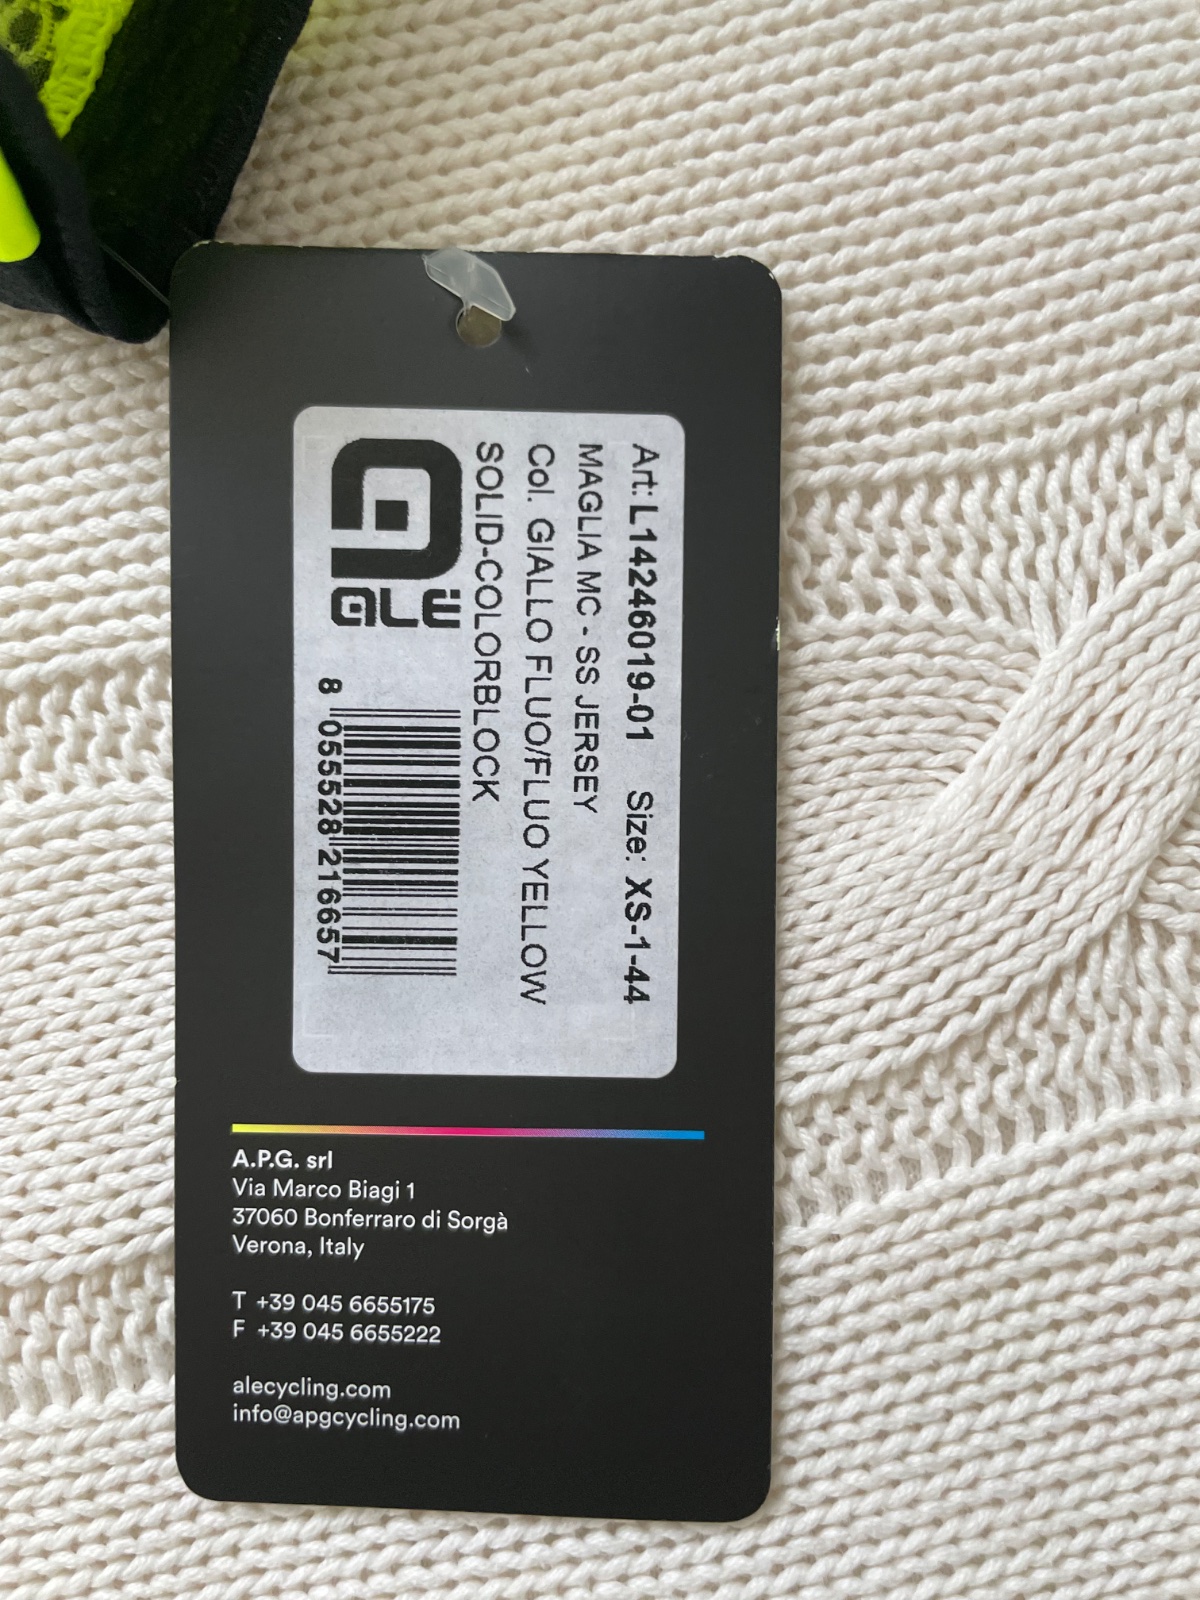 Art: L14246019-01 Size: XS-1-44
MAGLIA MC - SS JERSEY
Col. GIALLO FLUO/FLUO YELLOW
SOLID-COLORBLOCK
ALÉ
8 055528 216657
A.P.G. srl
Via Marco Biagi 1
37060 Bonferraro di Sorgà
Verona, Italy
T +39 045 6655175
F +39 045 6655222
alecycling.com
info@apgcycling.com